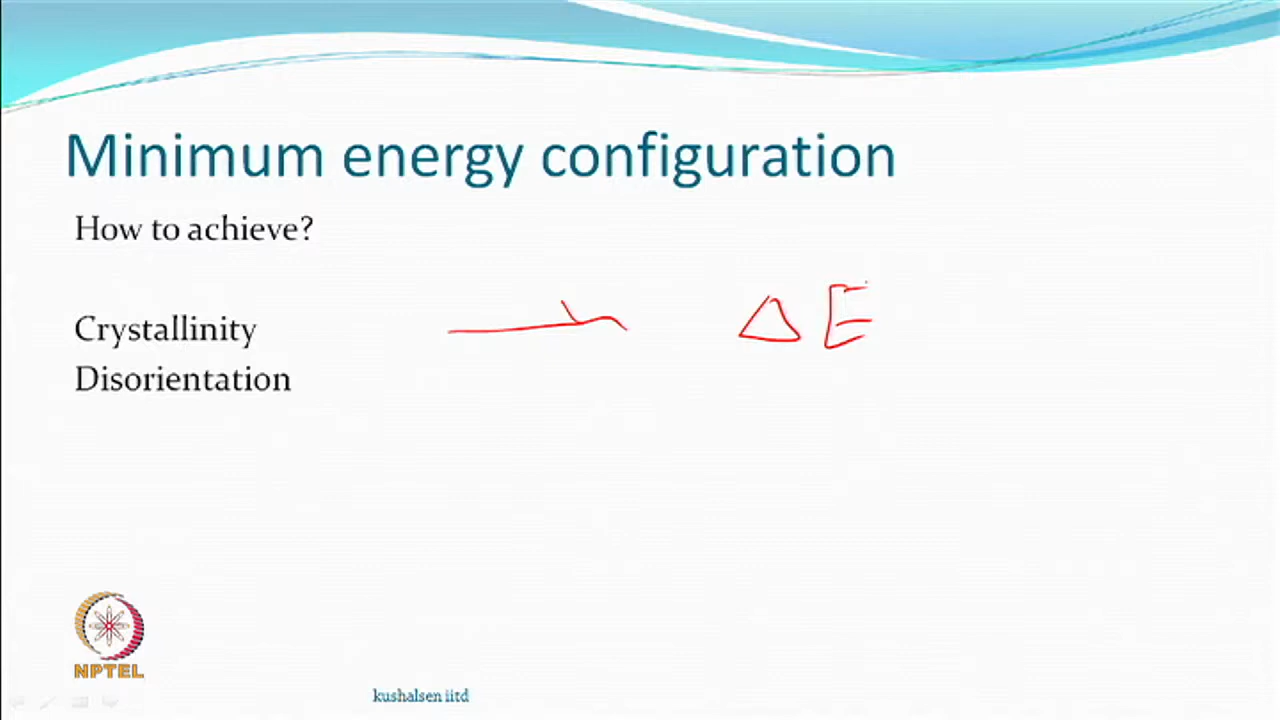 Minimum energy configuration
How to achieve?
Crystallinity
ΔE
Disorientation
NPTEL
kushalsen iitd